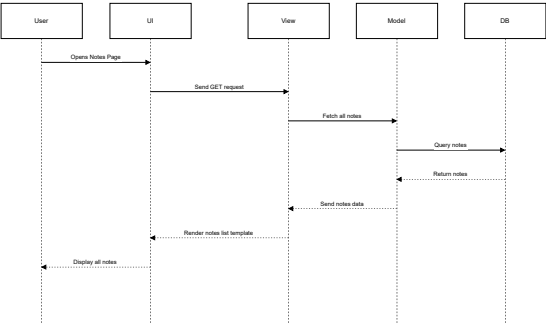 User
UI
View
Model
DB
Opens Notes Page
Send GET request
Fetch all notes
Query notes
Return notes
Send notes data
Render notes list template
Display all notes